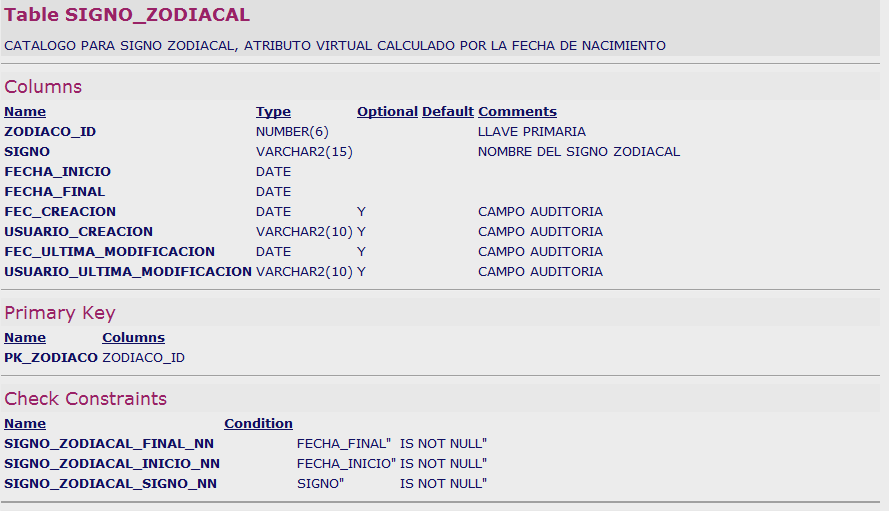 Table SIGNO_ZODIACAL
CATALOGO PARA SIGNO ZODIACAL, ATRIBUTO VIRTUAL CALCULADO POR LA FECHA DE NACIMIENTO
Columns
Name Type Optional Default Comments
ZODIACO_ID NUMBER(6) LLAVE PRIMARIA
SIGNO VARCHAR2(15) NOMBRE DEL SIGNO ZODIACAL
FECHA_INICIO DATE
FECHA_FINAL DATE
FEC_CREACION DATE Y CAMPO AUDITORIA
USUARIO_CREACION VARCHAR2(10) Y CAMPO AUDITORIA
FEC_ULTIMA_MODIFICACION DATE Y CAMPO AUDITORIA
USUARIO_ULTIMA_MODIFICACION VARCHAR2(10) Y CAMPO AUDITORIA
Primary Key
Name Columns
PK_ZODIACO ZODIACO_ID
Check Constraints
Name Condition
SIGNO_ZODIACAL_FINAL_NN FECHA_FINAL" IS NOT NULL"
SIGNO_ZODIACAL_INICIO_NN FECHA_INICIO" IS NOT NULL"
SIGNO_ZODIACAL_SIGNO_NN SIGNO" IS NOT NULL"